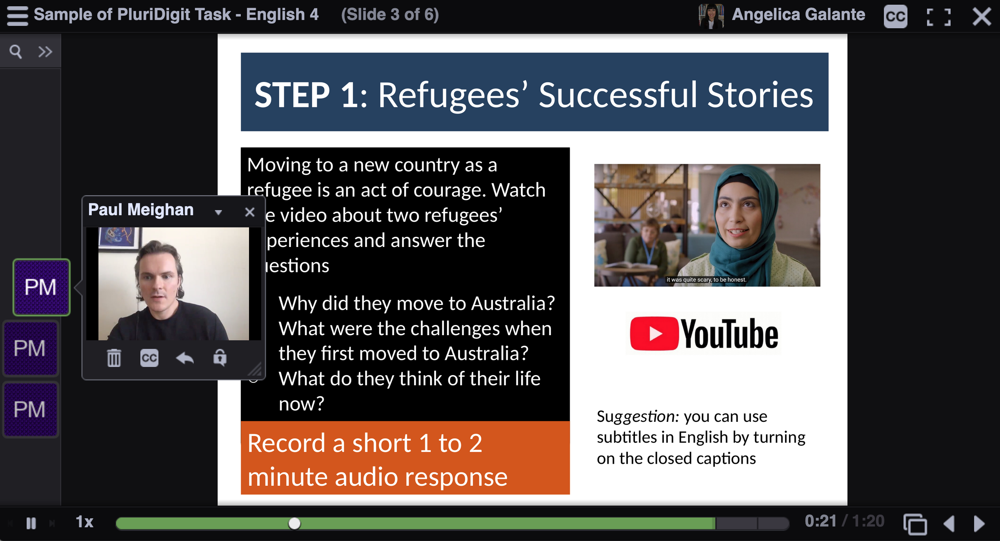 Sample of PluriDigit Task - English 4 (Slide 3 of 6)
Angelica Galante
CC
STEP 1: Refugees’ Successful Stories
Moving to a new country as a
refugee is an act of courage. Watch
e video about two refugees’
periences and answer the
estions
Why did they move to Australia?
What were the challenges when
they first moved to Australia?
What do they think of their life
now?
Record a short 1 to 2
minute audio response
it was quite scary, to be honest.
YouTube
Suggestion: you can use
subtitles in English by turning
on the closed captions
Paul Meighan
CC
PM
PM
PM
1x
0:21 / 1:20